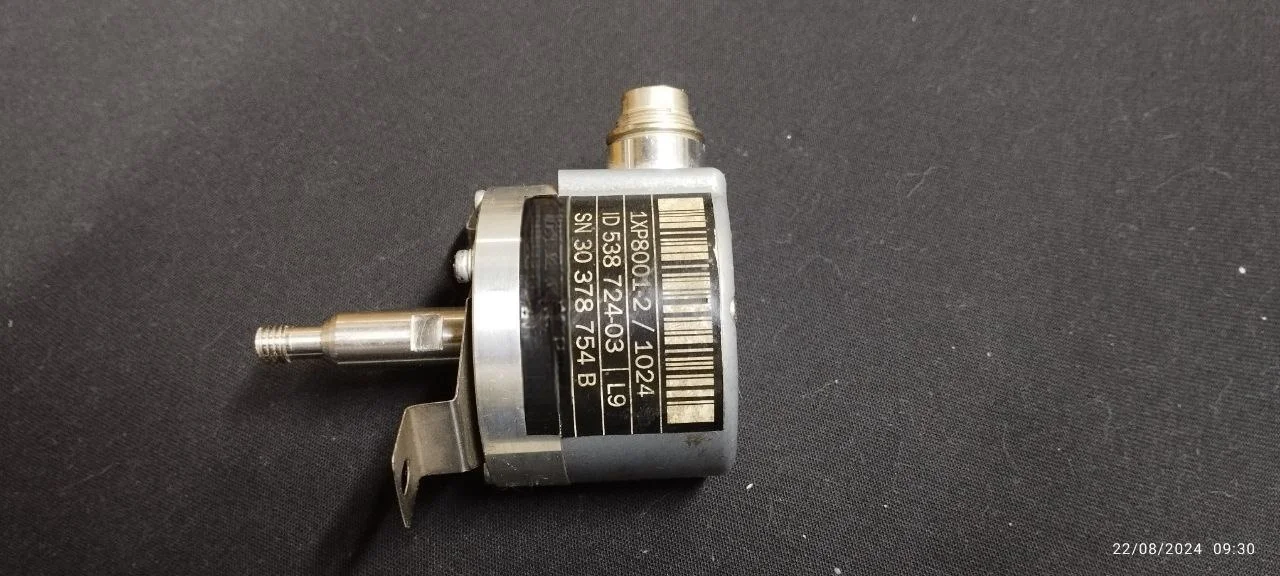 1XP8001-2 / 1024
ID 538 724-03 | L9
SN 30 378 754 B
22/08/2024 09:30